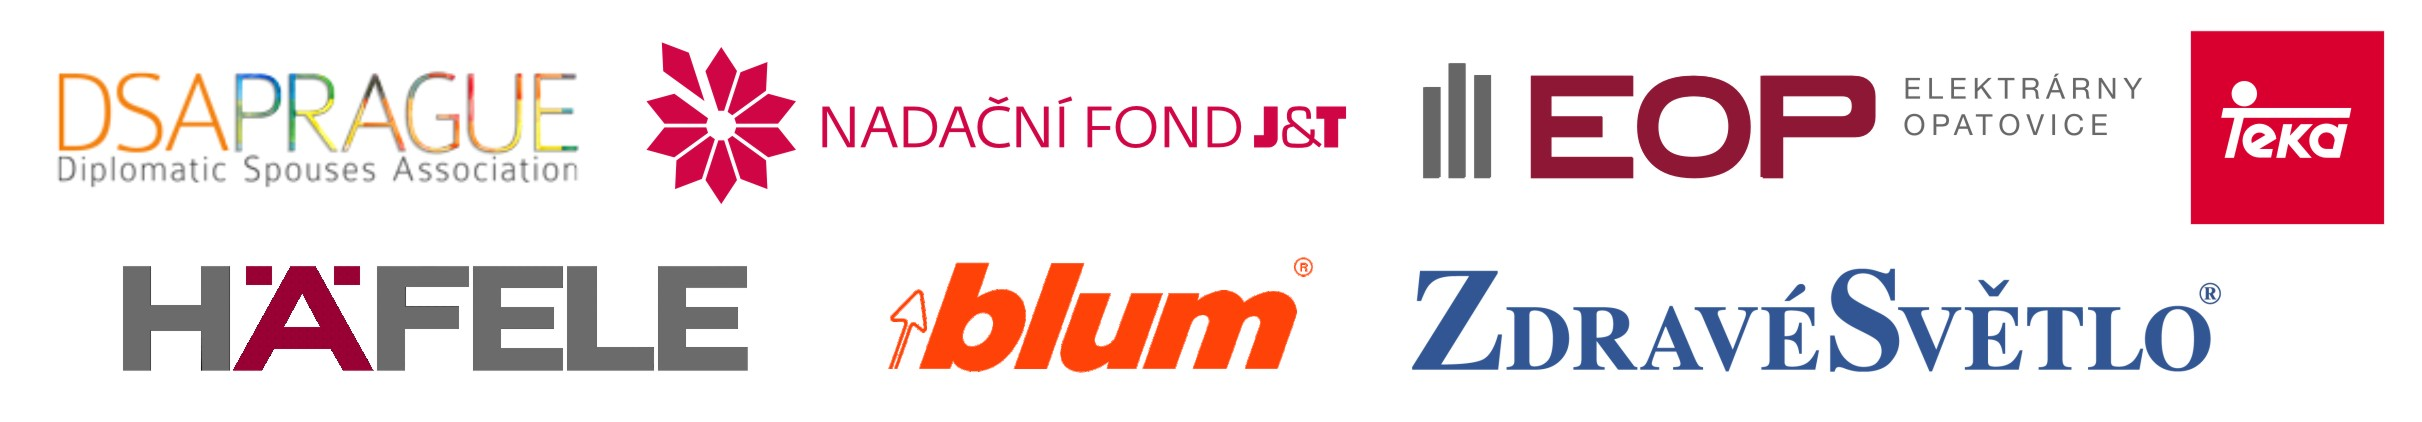 DSAPRAGUE
Diplomatic Spouses Association
NADAČNÍ FOND J&T
EOP
ELEKTRÁRNY
OPATOVICE
teka
HÄFELE
blum®
ZDRAVÉSVĚTLO®